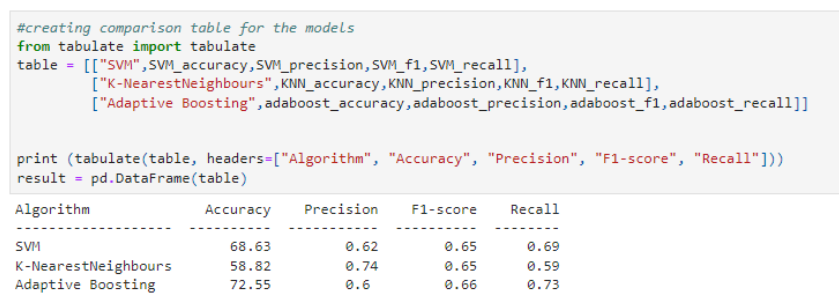 #creating comparison table for the models
from tabulate import tabulate
table = [["SVM",SVM_accuracy,SVM_precision,SVM_f1,SVM_recall],
["K-NearestNeighbours",KNN_accuracy,KNN_precision,KNN_f1,KNN_recall],
["Adaptive Boosting",adaboost_accuracy,adaboost_precision,adaboost_f1,adaboost_recall]]
print (tabulate(table, headers=["Algorithm", "Accuracy", "Precision", "F1-score", "Recall"]))
result = pd.DataFrame(table)
Algorithm Accuracy Precision F1-score Recall
------------------- ---------- ----------- ---------- --------
SVM 68.63 0.62 0.65 0.69
K-NearestNeighbours 58.82 0.74 0.65 0.59
Adaptive Boosting 72.55 0.6 0.66 0.73